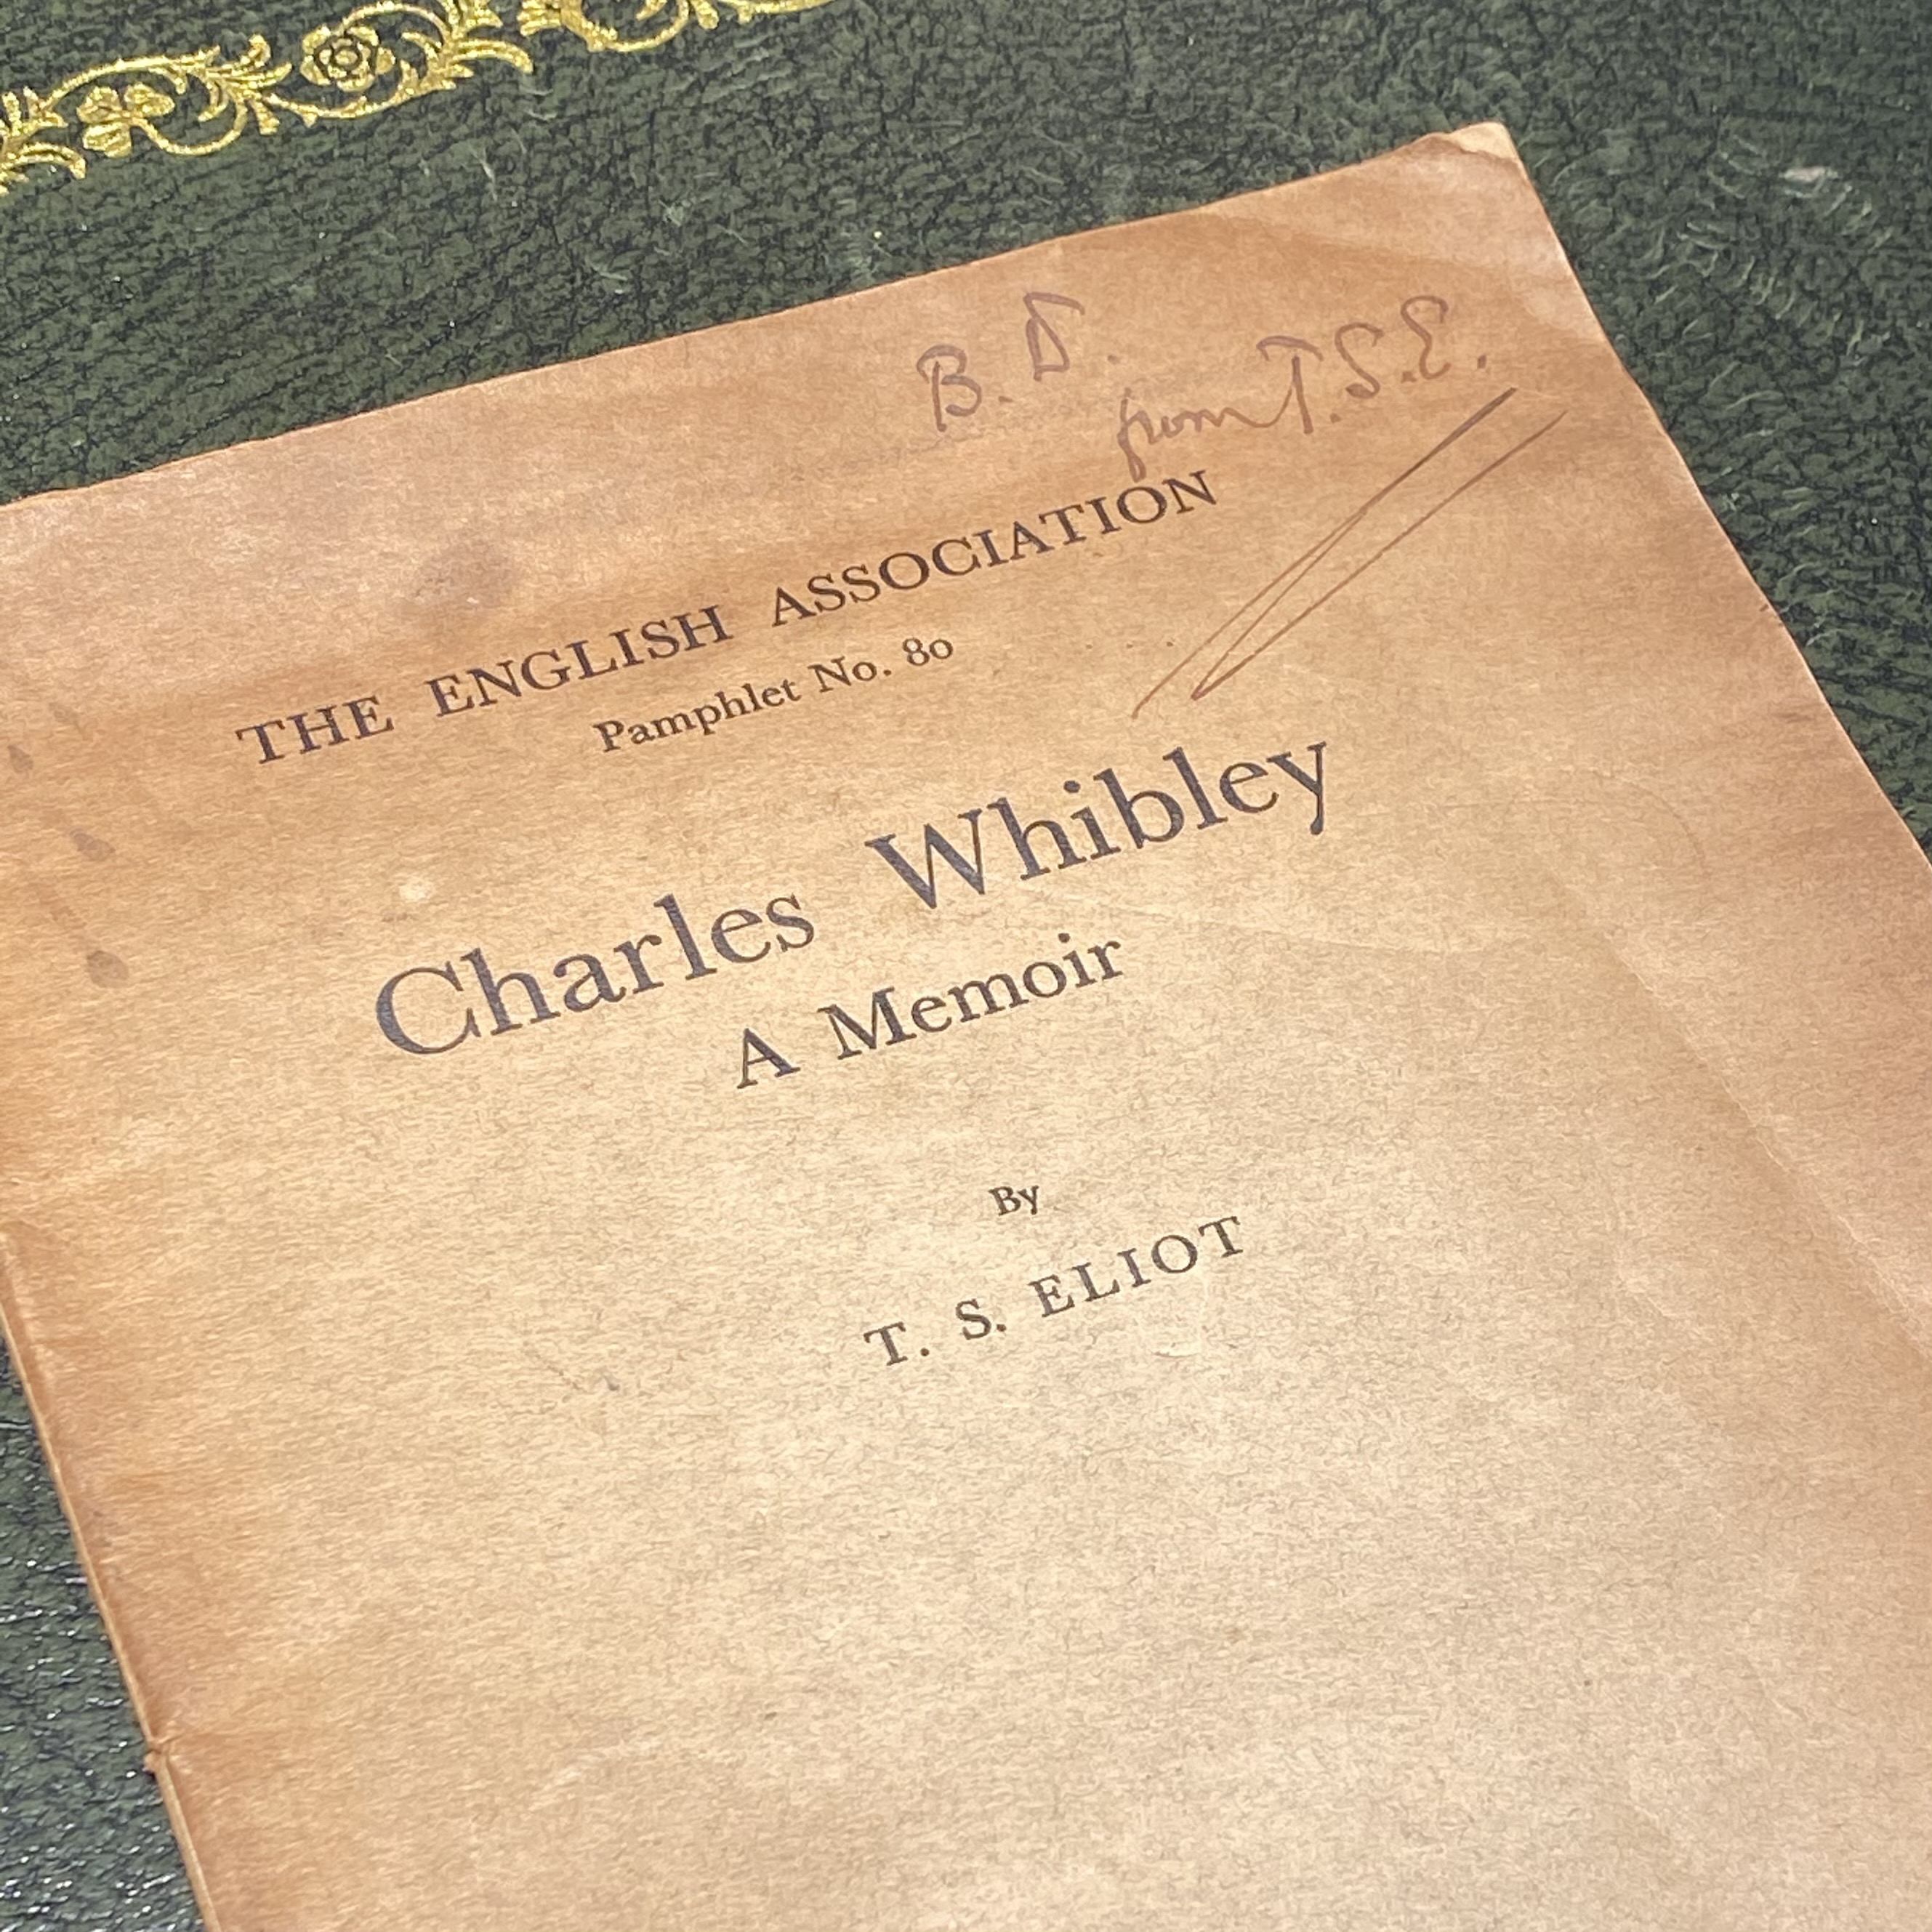 B. D.
from T.S.E.
THE ENGLISH ASSOCIATION
Pamphlet No. 80
Charles Whibley
A Memoir
By
T. S. ELIOT